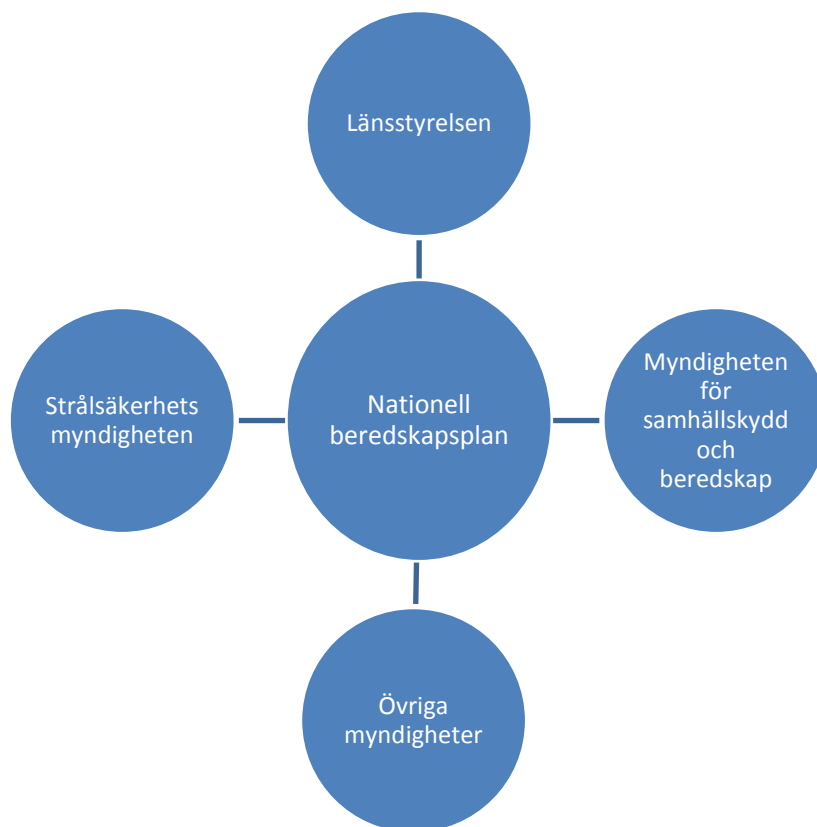 Länsstyrelsen
Strålsäkerhets
myndigheten
Nationell
beredskapsplan
Myndigheten
för
samhällskydd
och
beredskap
Övriga
myndigheter